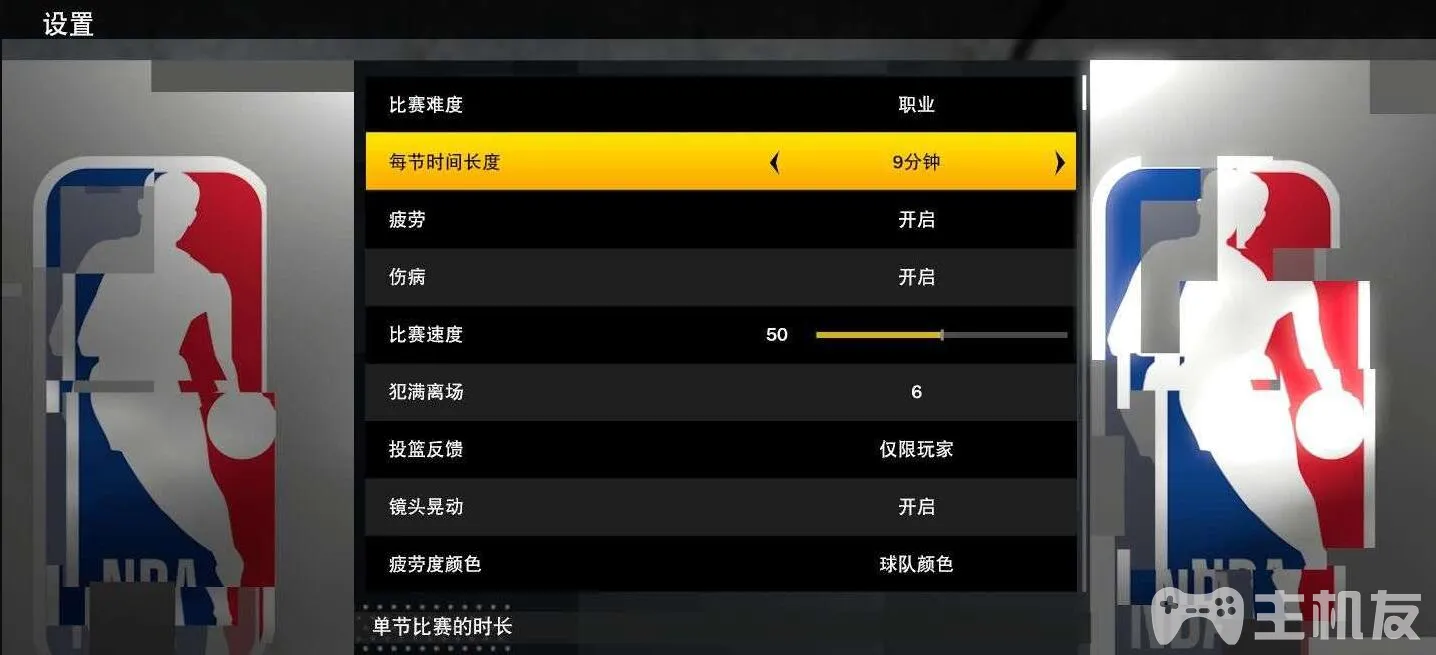 设置
比赛难度 职业
每节时间长度 9分钟
疲劳 开启
伤病 开启
比赛速度 50
犯满离场 6
投篮反馈 仅限玩家
镜头晃动 开启
疲劳度颜色 球队颜色
单节比赛的时长
NBA
NBA
主机友